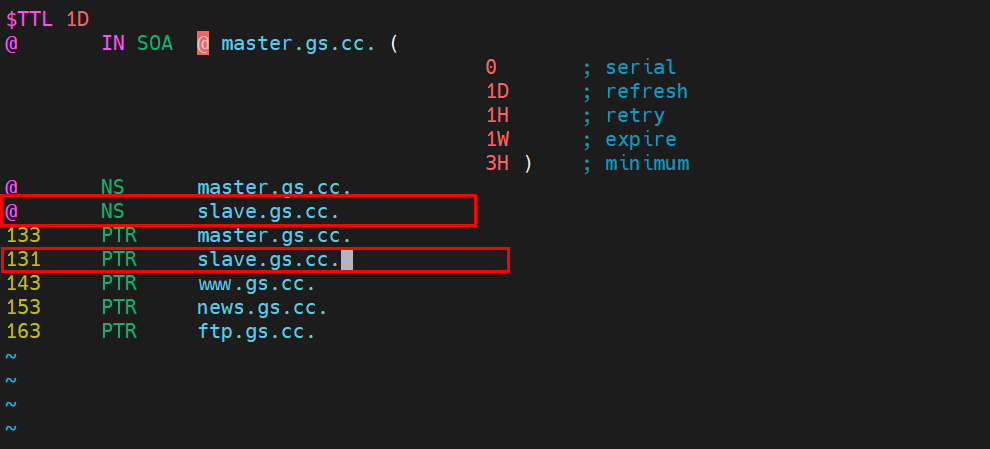 $TTL 1D
@ IN SOA @ master.gs.cc. (
0 ; serial
1D ; refresh
1H ; retry
1W ; expire
3H ) ; minimum
@ NS master.gs.cc.
@ NS slave.gs.cc.
133 PTR master.gs.cc.
131 PTR slave.gs.cc.
143 PTR www.gs.cc.
153 PTR news.gs.cc.
163 PTR ftp.gs.cc.
~
~
~
~